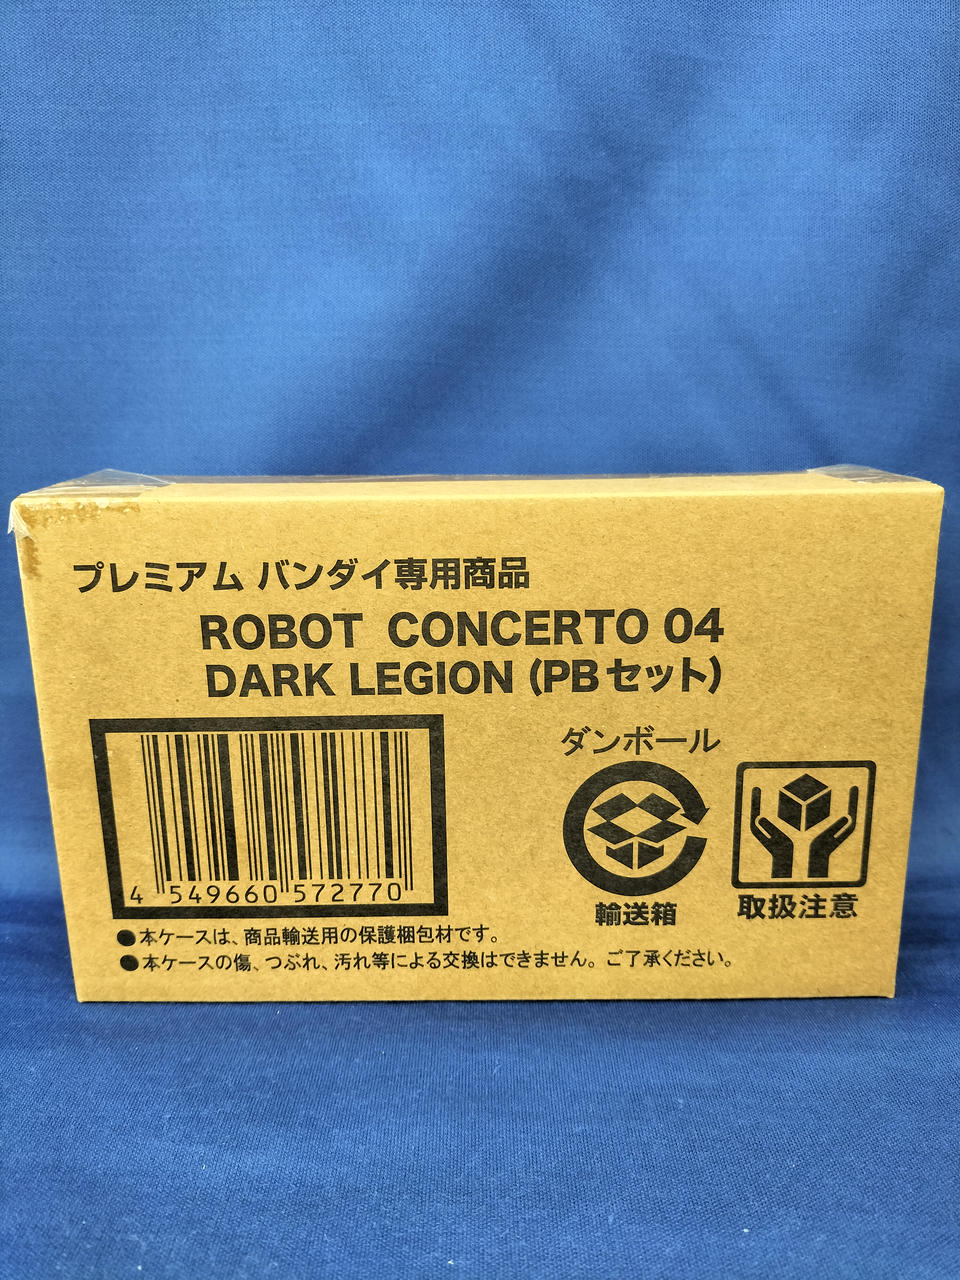 プレミアム バンダイ専用商品
ROBOT CONCERTO 04
DARK LEGION (PBセット)
ダンボール
4 549660 572770
輸送箱
取扱注意
●本ケースは、商品輸送用の保護梱包材です。
●本ケースの傷、つぶれ、汚れ等による交換はできません。ご了承ください。